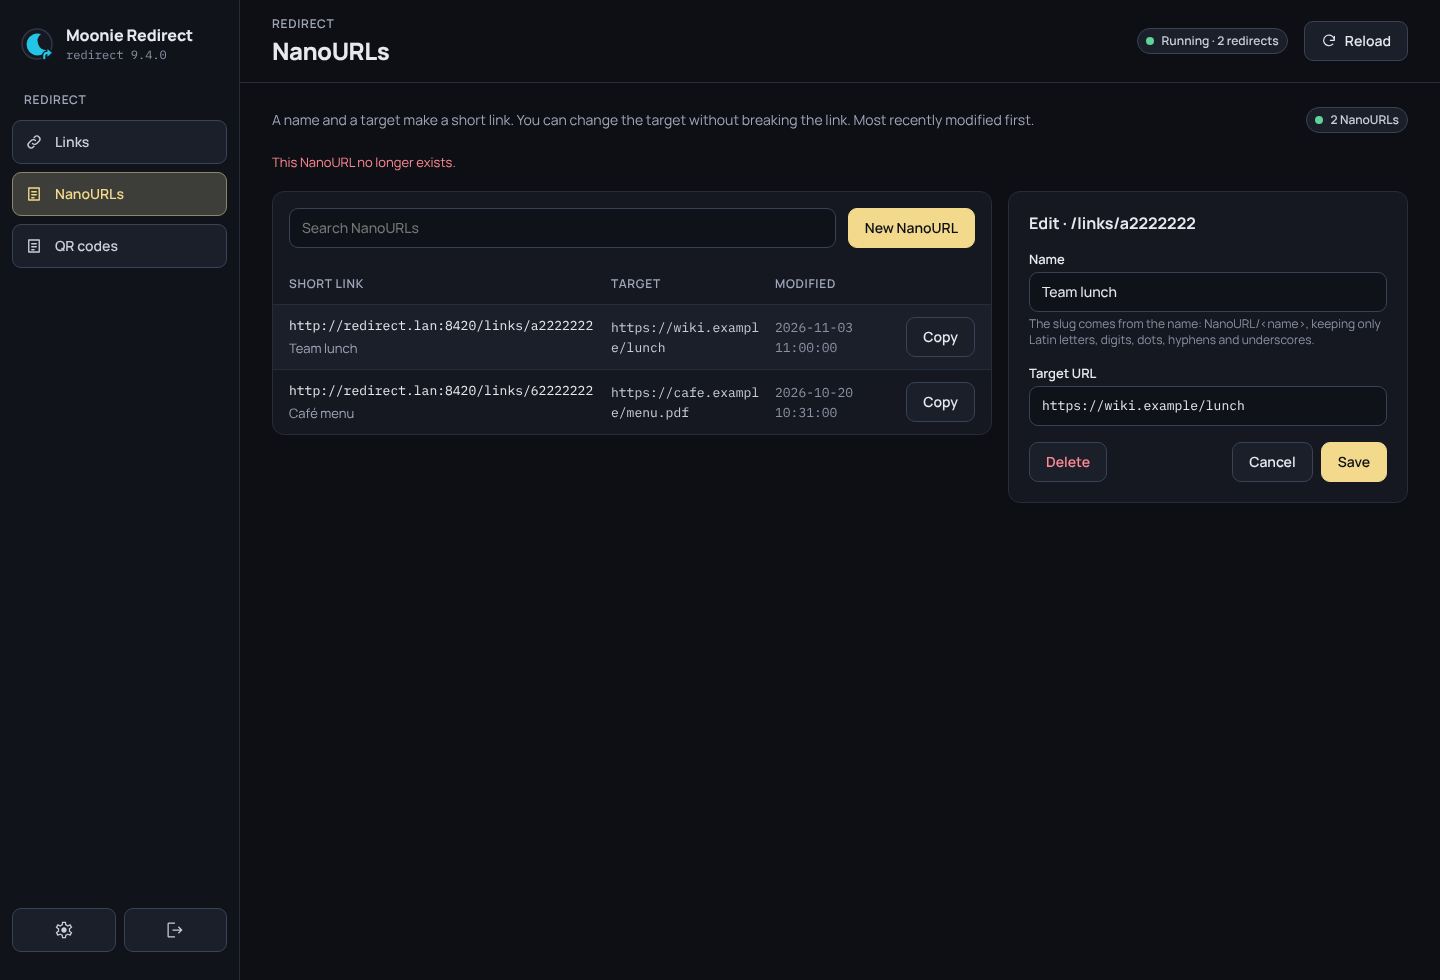 Moonie Redirect
redirect 9.4.0
REDIRECT
Links
NanoURLs
QR codes
REDIRECT
NanoURLs
Running · 2 redirects
Reload
A name and a target make a short link. You can change the target without breaking the link. Most recently modified first.
2 NanoURLs
This NanoURL no longer exists.
Search NanoURLs
New NanoURL
SHORT LINK
TARGET
MODIFIED
http://redirect.lan:8420/links/a2222222
Team lunch
https://wiki.exampl
e/lunch
2026-11-03
11:00:00
Copy
http://redirect.lan:8420/links/62222222
Café menu
https://cafe.exampl
e/menu.pdf
2026-10-20
10:31:00
Copy
Edit · /links/a2222222
Name
Team lunch
The slug comes from the name: NanoURL/<name>, keeping only
Latin letters, digits, dots, hyphens and underscores.
Target URL
https://wiki.example/lunch
Delete
Cancel
Save